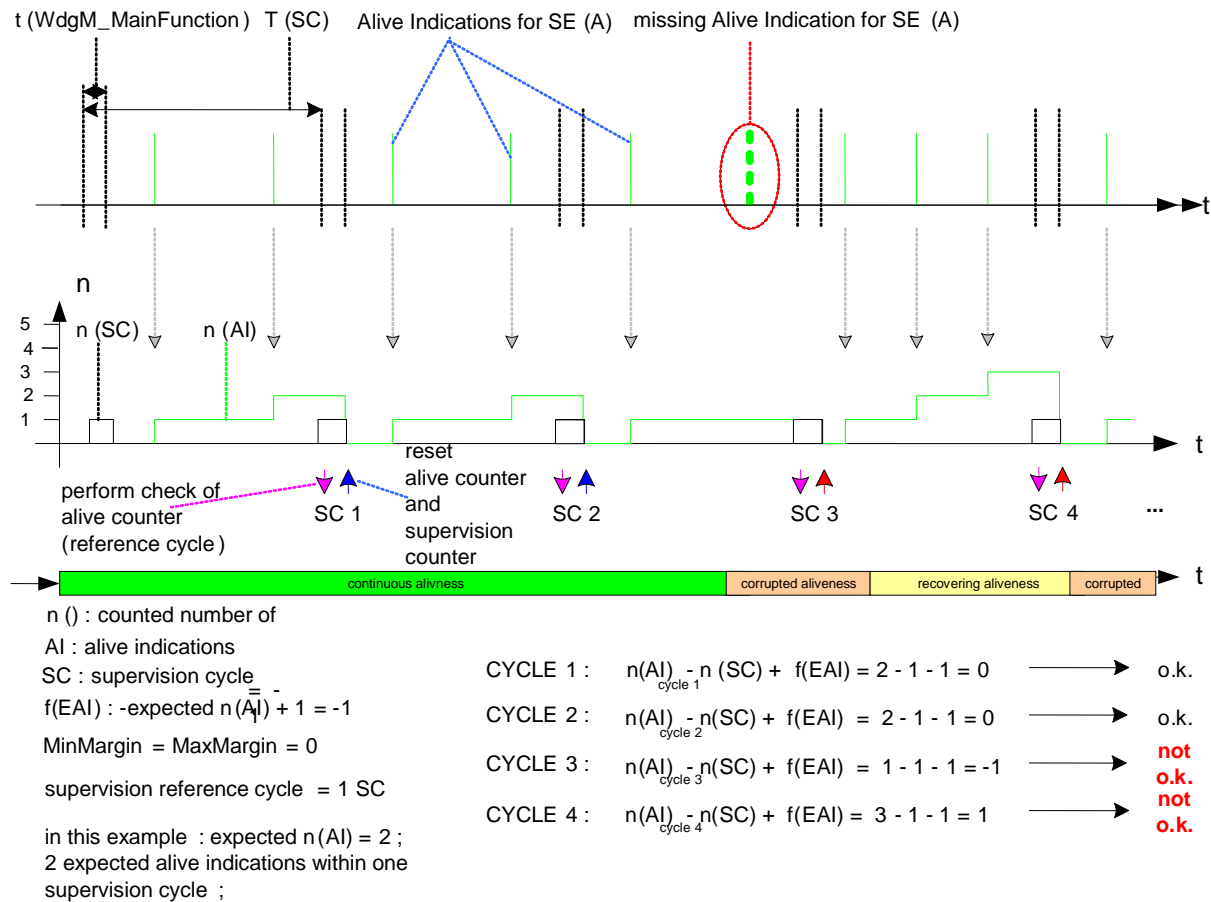 t (WdgM_MainFunction) T (SC)
Alive Indications for SE (A)
missing Alive Indication for SE (A)
t
n
5
4
3
2
1
n (SC)
n (AI)
t
perform check of
alive counter
(reference cycle)
reset
alive counter
and
supervision
counter
SC 1
SC 2
SC 3
SC 4
...
continuous alivness
corrupted aliveness
recovering aliveness
corrupted
t
n () : counted number of
AI : alive indications
SC : supervision cycle
= -
1
f(EAI) : -expected n (AI) + 1 = -1
MinMargin = MaxMargin = 0
supervision reference cycle = 1 SC
in this example : expected n (AI) = 2 ;
2 expected alive indications within one
supervision cycle ;
CYCLE 1 : n(AI) cycle 1 - n (SC) + f(EAI) = 2 - 1 - 1 = 0 o.k.
CYCLE 2 : n(AI) cycle 2 - n(SC) + f(EAI) = 2 - 1 - 1 = 0 o.k.
CYCLE 3 : n(AI) cycle 3 - n(SC) + f(EAI) = 1 - 1 - 1 = -1 not o.k.
CYCLE 4 : n(AI) cycle 4 - n(SC) + f(EAI) = 3 - 1 - 1 = 1 not o.k.